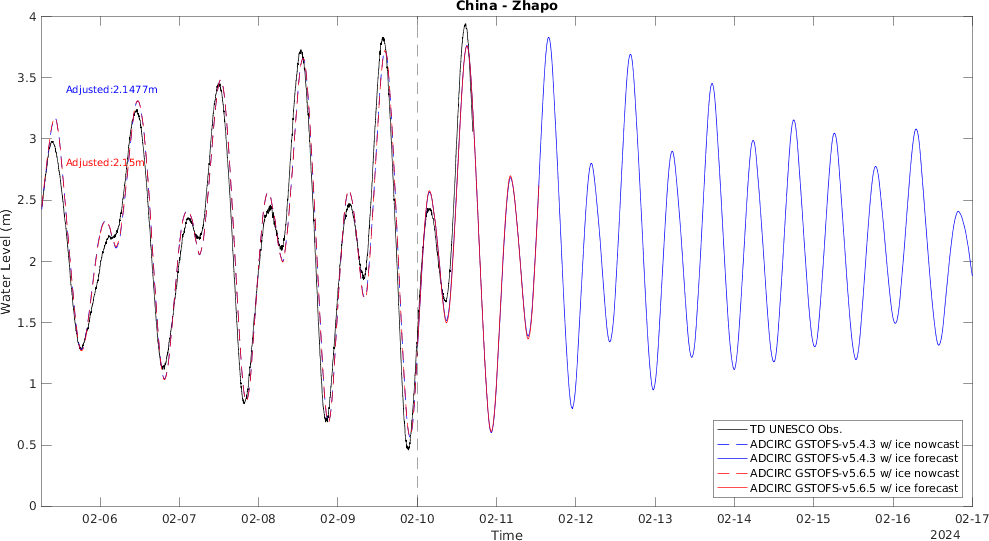 China - Zhapo
4
3.5
3
2.5
2
1.5
1
0.5
0
Water Level (m)
Adjusted:2.1477m
Adjusted:2.15m
TD UNESCO Obs.
ADCIRC GSTOFS-v5.4.3 w/ ice nowcast
ADCIRC GSTOFS-v5.4.3 w/ ice forecast
ADCIRC GSTOFS-v5.6.5 w/ ice nowcast
ADCIRC GSTOFS-v5.6.5 w/ ice forecast
02-06 02-07 02-08 02-09 02-10 02-11 02-12 02-13 02-14 02-15 02-16 02-17
Time
2024